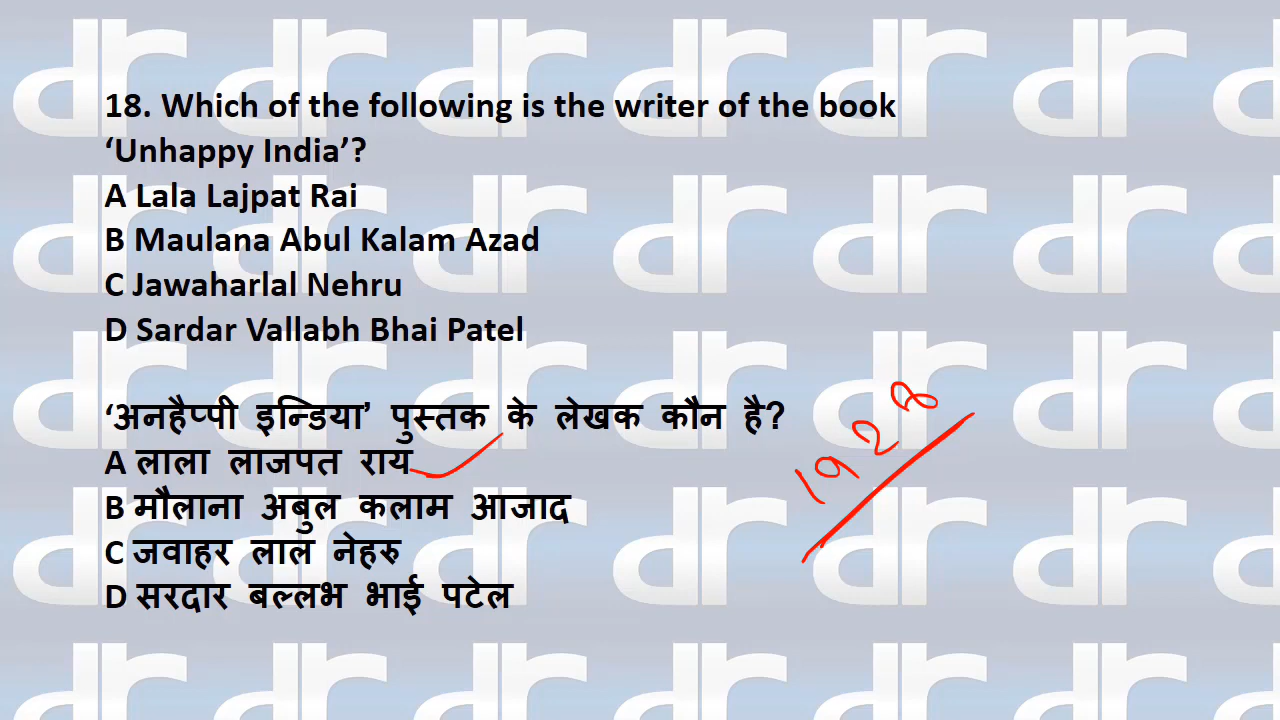 18. Which of the following is the writer of the book
‘Unhappy India’?
A Lala Lajpat Rai
B Maulana Abul Kalam Azad
C Jawaharlal Nehru
D Sardar Vallabh Bhai Patel
‘अनहैप्पी इन्डिया’ पुस्तक के लेखक कौन है?
A लाला लाजपत राय
B मौलाना अबुल कलाम आजाद
C जवाहर लाल नेहरु
D सरदार बल्लभ भाई पटेल
1928